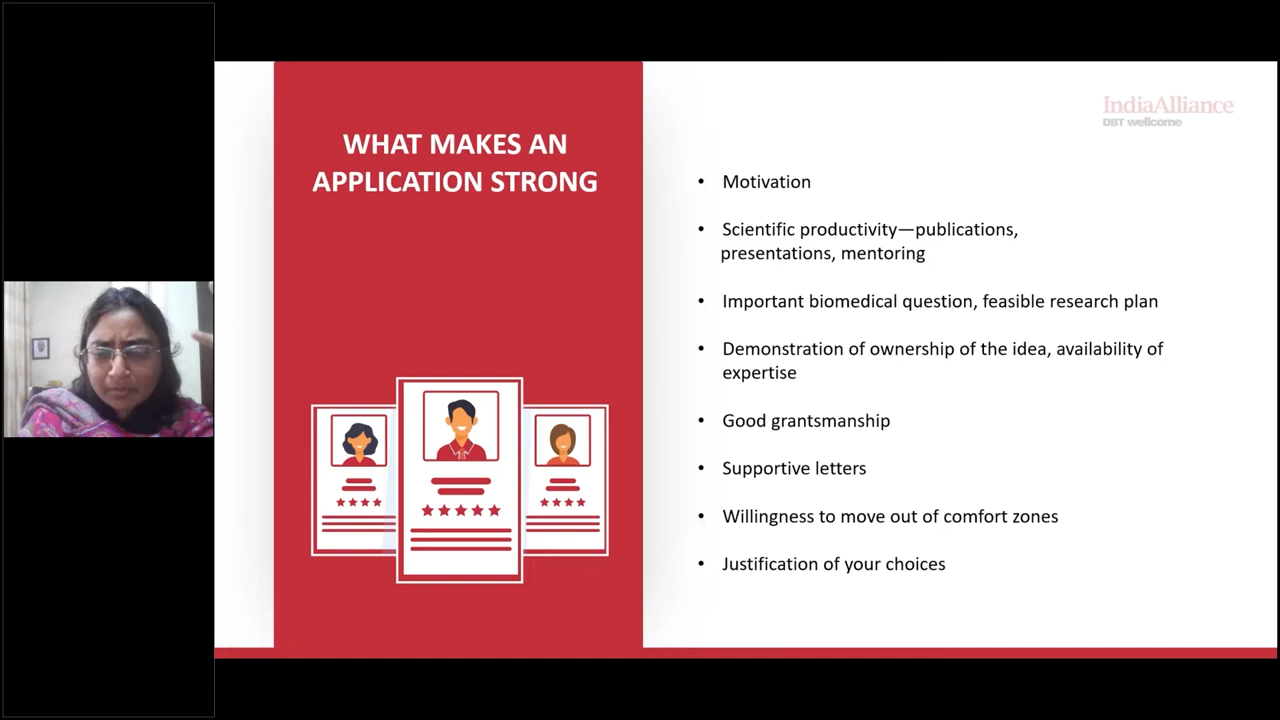 WHAT MAKES AN
APPLICATION STRONG
IndiaAlliance
DBT wellcome
• Motivation
• Scientific productivity—publications,
presentations, mentoring
• Important biomedical question, feasible research plan
• Demonstration of ownership of the idea, availability of
expertise
• Good grantsmanship
• Supportive letters
• Willingness to move out of comfort zones
• Justification of your choices